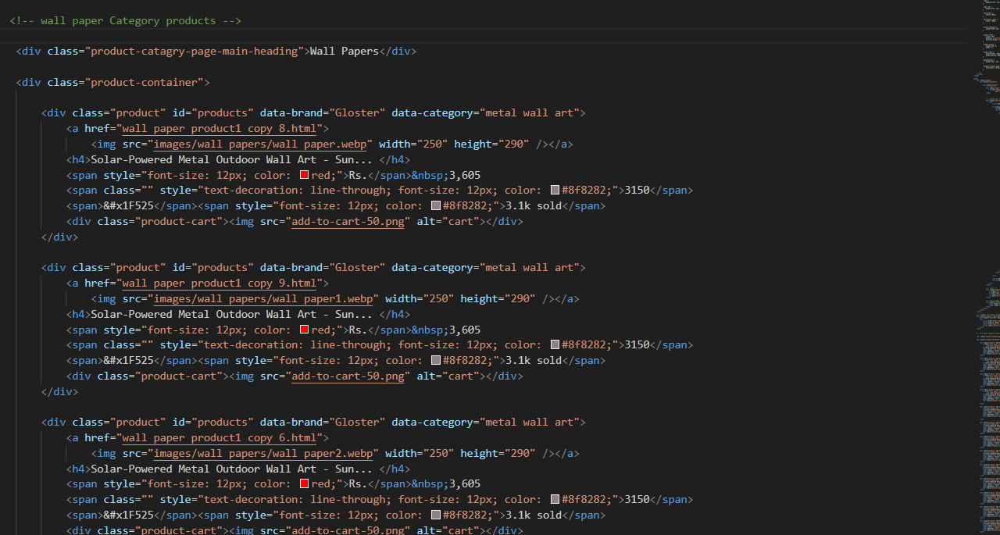 <!-- wall paper Category products -->
<div class="product-catagry-page-main-heading">Wall Papers</div>
<div class="product-container">
<div class="product" id="products" data-brand="Gloster" data-category="metal wall art">
<a href="wall paper product1 copy 8.html">
<img src="images/wall papers/wall paper.webp" width="250" height="290" /></a>
<h4>Solar-Powered Metal Outdoor Wall Art - Sun... </h4>
<span style="font-size: 12px; color: red;">Rs.</span>&nbsp;3,605
<span class="" style="text-decoration: line-through; font-size: 12px; color: #8f8282;">3150</span>
<span>&#x1F525</span><span style="font-size: 12px; color: #8f8282;">3.1k sold</span>
<div class="product-cart"><img src="add-to-cart-50.png" alt="cart"></div>
</div>
<div class="product" id="products" data-brand="Gloster" data-category="metal wall art">
<a href="wall paper product1 copy 9.html">
<img src="images/wall papers/wall paper1.webp" width="250" height="290" /></a>
<h4>Solar-Powered Metal Outdoor Wall Art - Sun... </h4>
<span style="font-size: 12px; color: red;">Rs.</span>&nbsp;3,605
<span class="" style="text-decoration: line-through; font-size: 12px; color: #8f8282;">3150</span>
<span>&#x1F525</span><span style="font-size: 12px; color: #8f8282;">3.1k sold</span>
<div class="product-cart"><img src="add-to-cart-50.png" alt="cart"></div>
</div>
<div class="product" id="products" data-brand="Gloster" data-category="metal wall art">
<a href="wall paper product1 copy 6.html">
<img src="images/wall papers/wall paper2.webp" width="250" height="290" /></a>
<h4>Solar-Powered Metal Outdoor Wall Art - Sun... </h4>
<span style="font-size: 12px; color: red;">Rs.</span>&nbsp;3,605
<span class="" style="text-decoration: line-through; font-size: 12px; color: #8f8282;">3150</span>
<span>&#x1F525</span><span style="font-size: 12px; color: #8f8282;">3.1k sold</span>
<div class="product-cart"><img src="add-to-cart-50.png" alt="cart"></div>